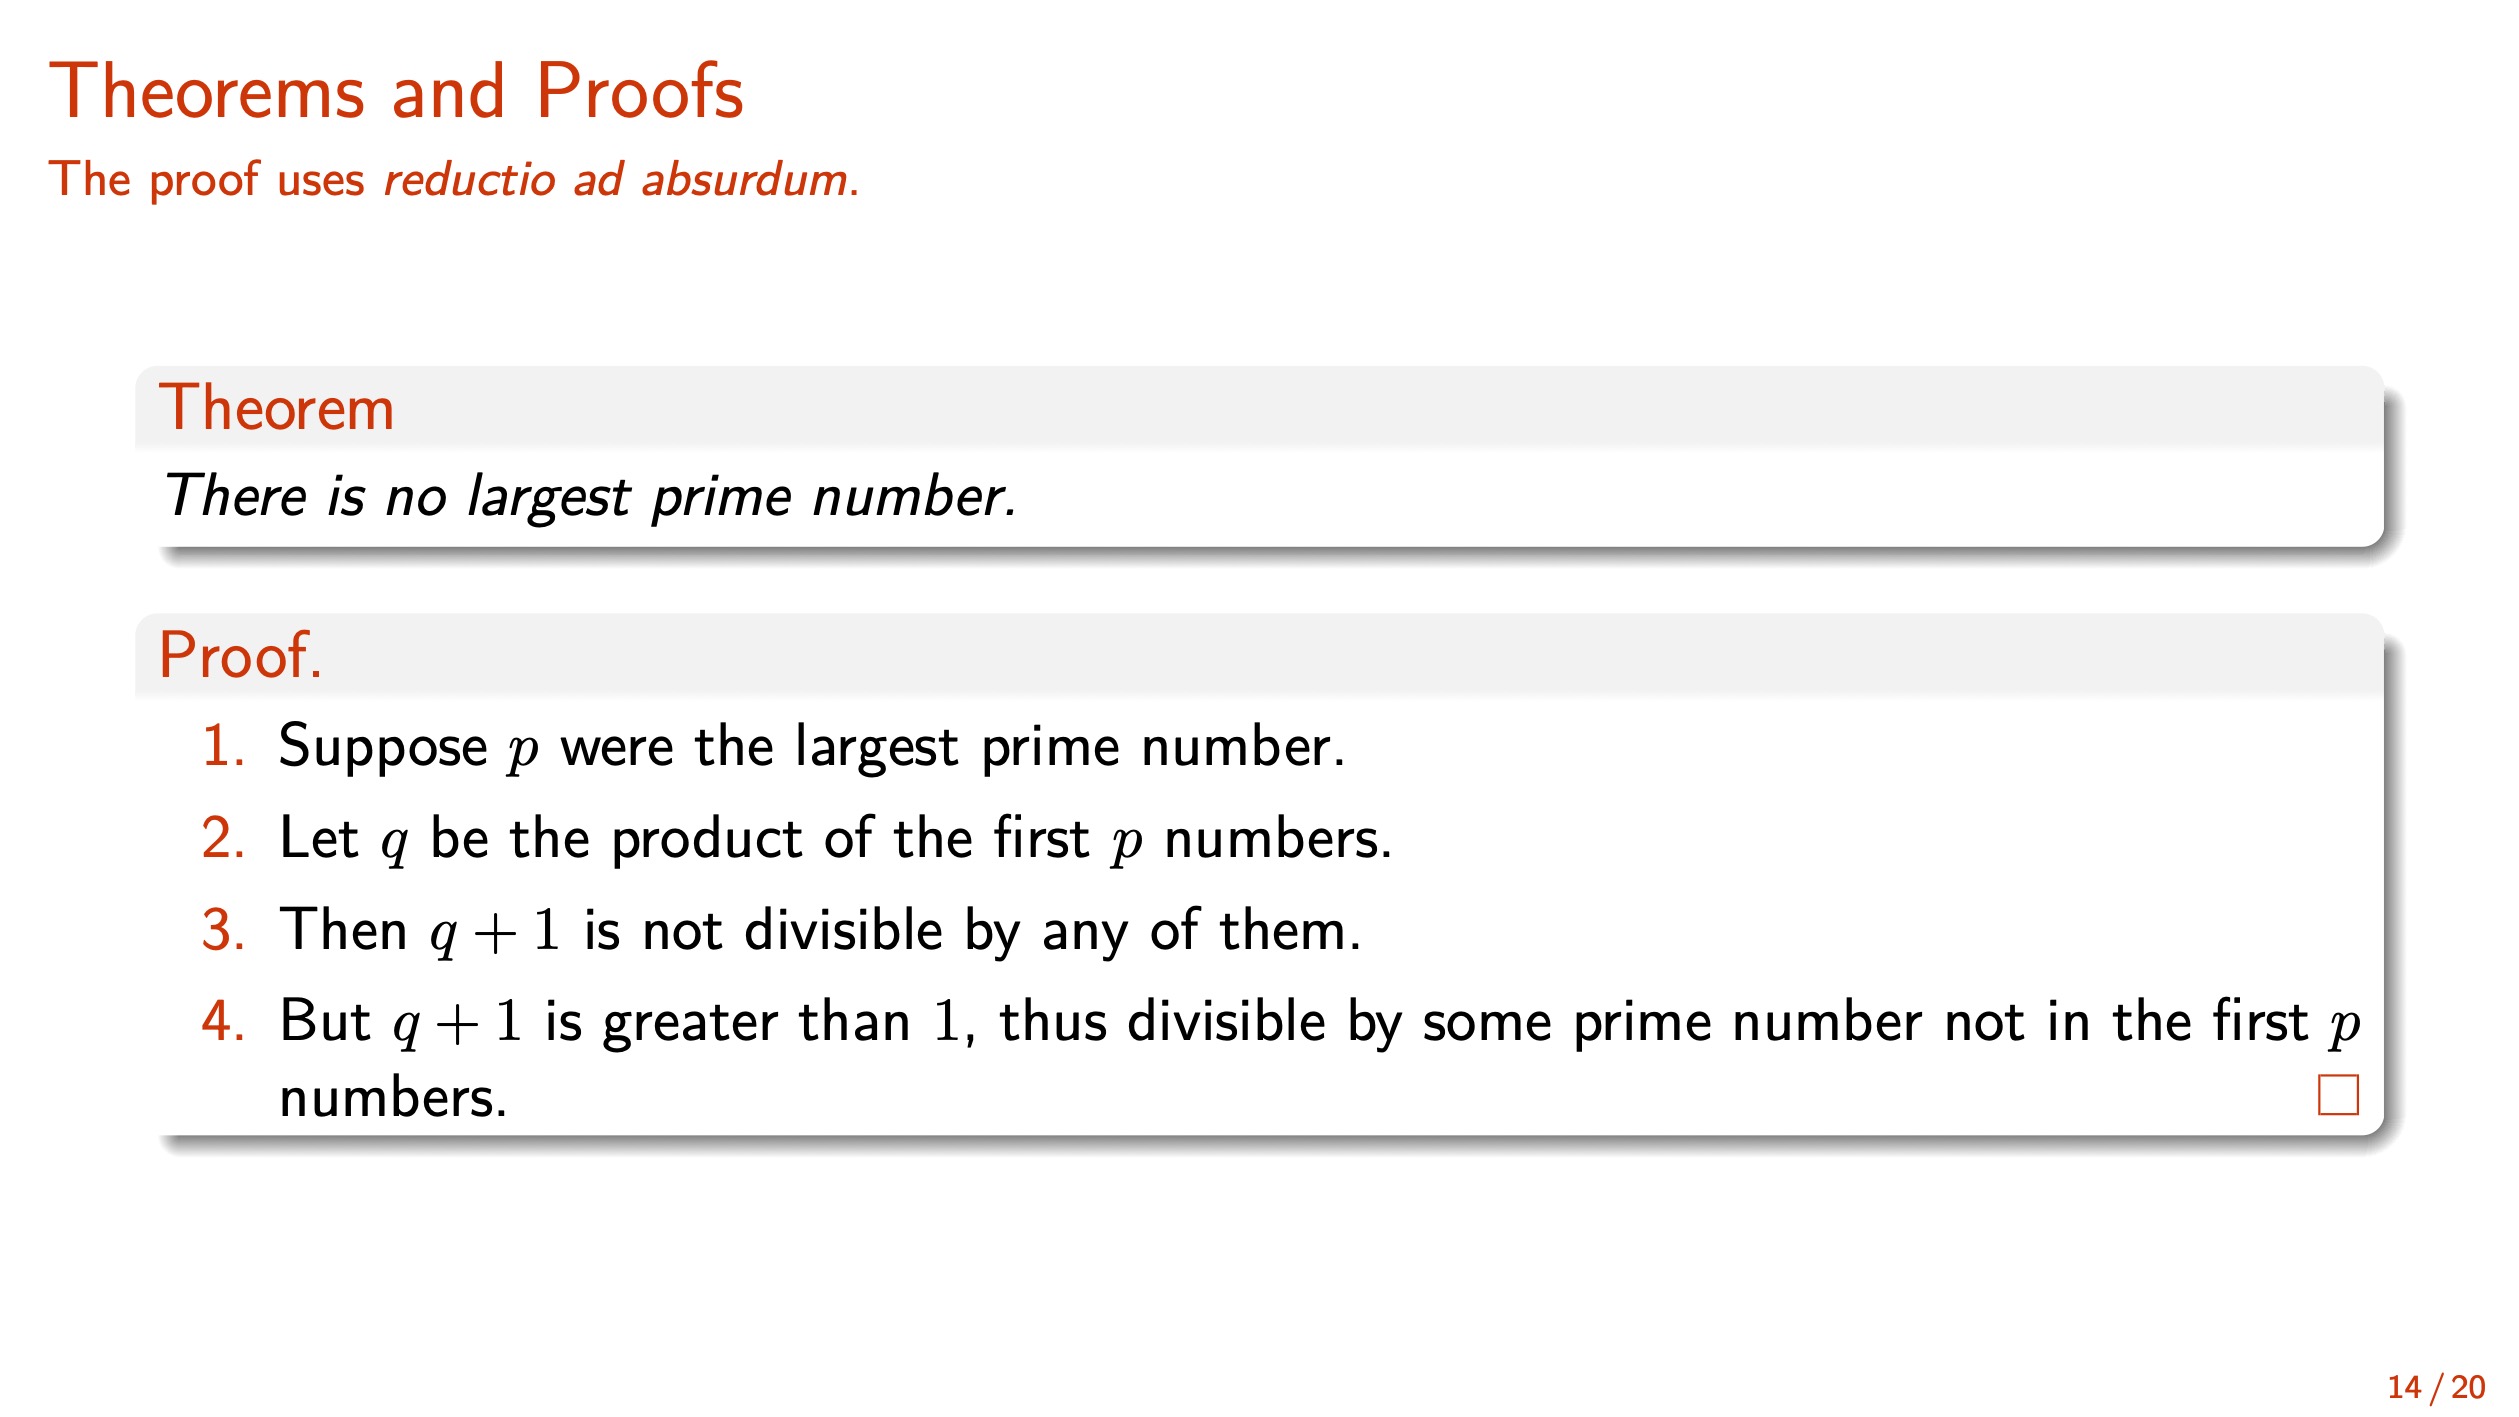 Theorems and Proofs
The proof uses reductio ad absurdum.
Theorem
There is no largest prime number.
Proof.
1. Suppose p were the largest prime number.
2. Let q be the product of the first p numbers.
3. Then q + 1 is not divisible by any of them.
4. But q + 1 is greater than 1, thus divisible by some prime number not in the first p
numbers. □
14 / 20